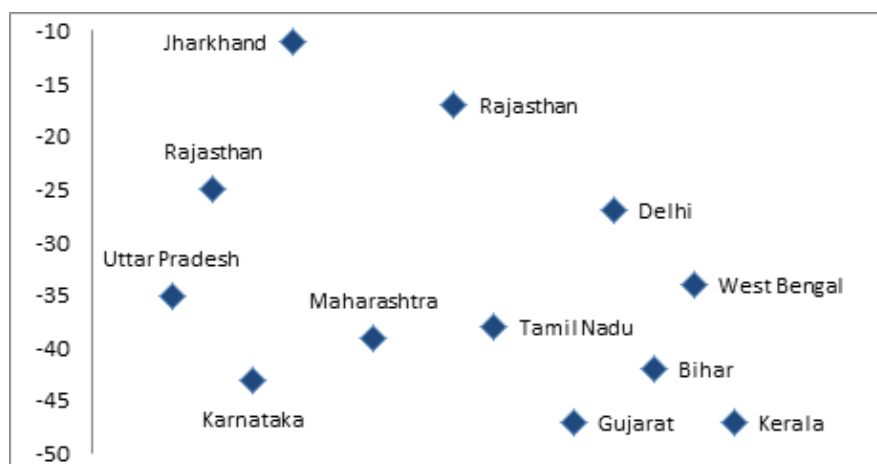 -10
Jharkhand
-15
Rajasthan
-20
Rajasthan
-25
Delhi
-30
Uttar Pradesh
West Bengal
-35
Maharashtra
Tamil Nadu
-40
Bihar
-45
Karnataka
Gujarat
Kerala
-50